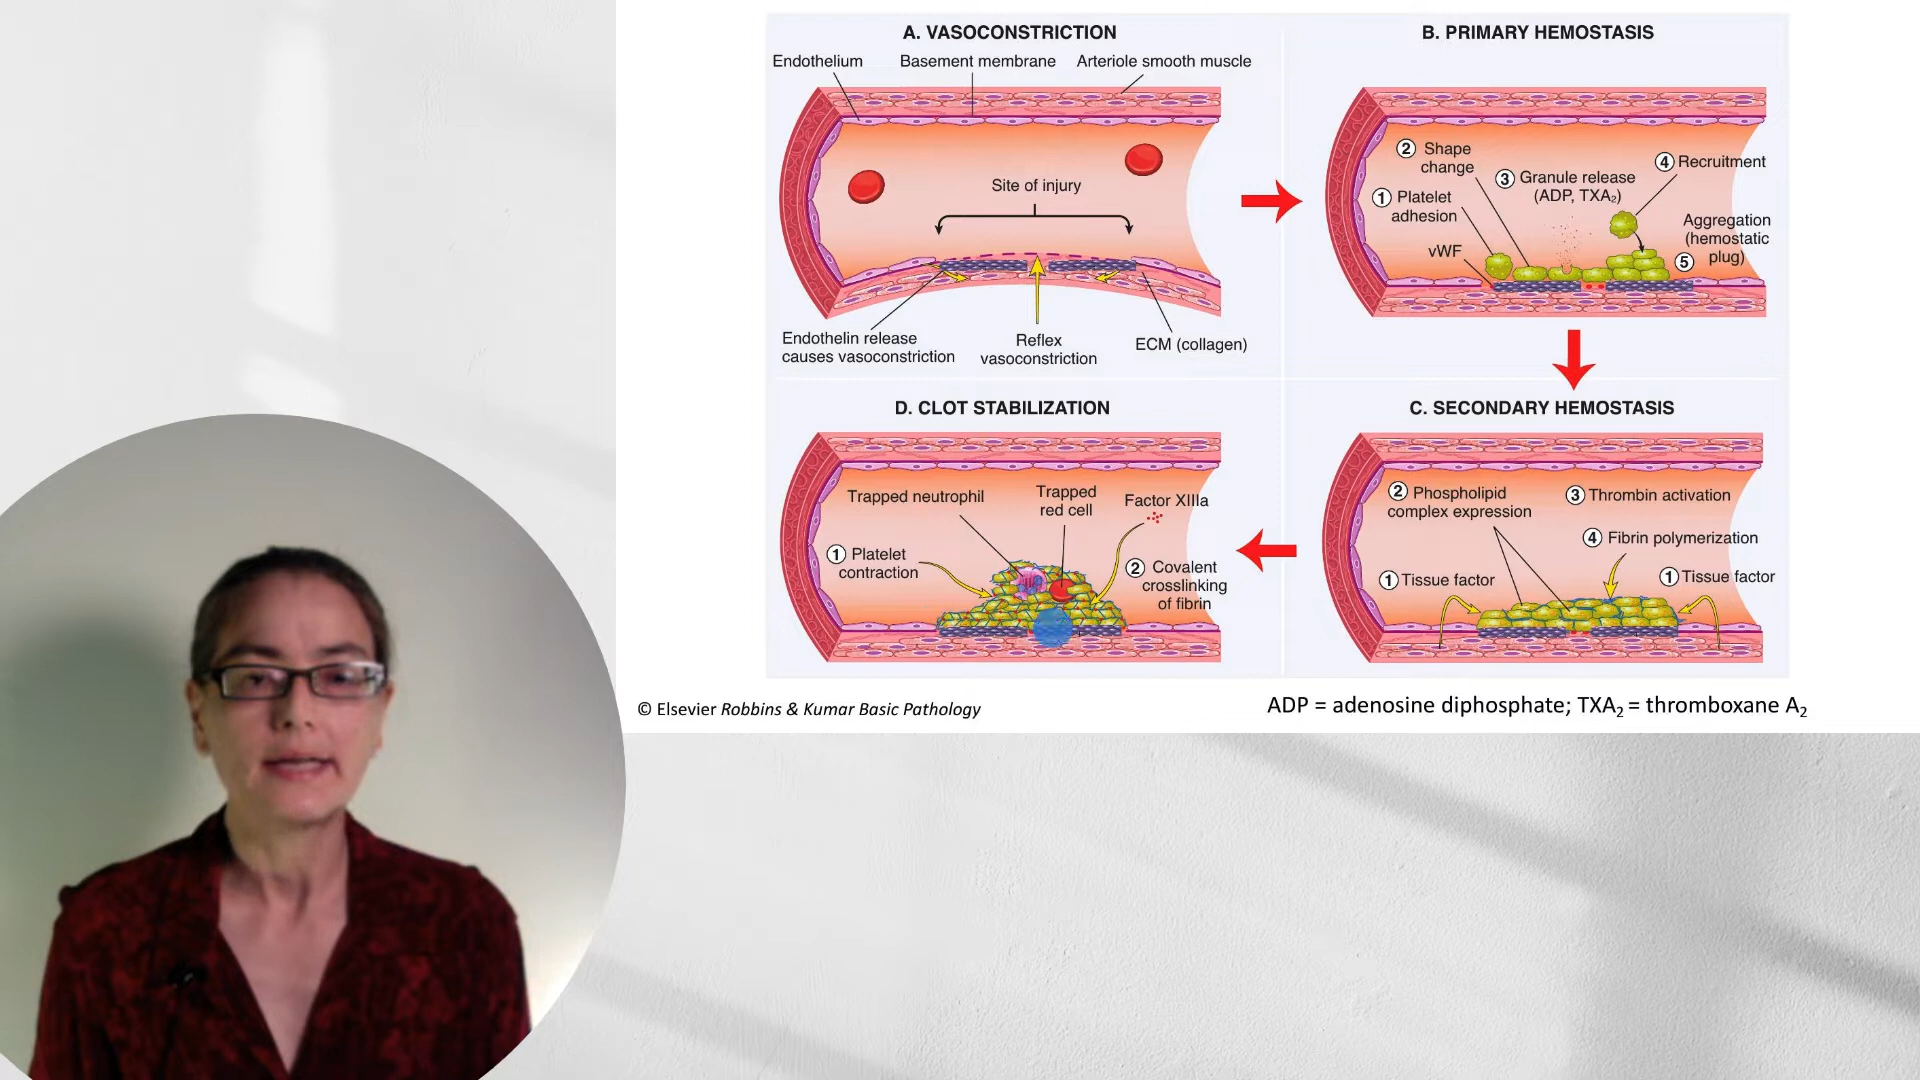 A. VASOCONSTRICTION
Endothelium
Basement membrane
Arteriole smooth muscle
Site of injury
Endothelin release
causes vasoconstriction
Reflex
vasoconstriction
ECM (collagen)
B. PRIMARY HEMOSTASIS
2 Shape
change
3 Granule release
(ADP, TXA₂)
4 Recruitment
1 Platelet
adhesion
vWF
Aggregation
(hemostatic
plug)
5
D. CLOT STABILIZATION
Trapped neutrophil
Trapped
red cell
Factor XIIIa
1 Platelet
contraction
2 Covalent
crosslinking
of fibrin
C. SECONDARY HEMOSTASIS
2 Phospholipid
complex expression
3 Thrombin activation
4 Fibrin polymerization
1 Tissue factor
1 Tissue factor
© Elsevier Robbins & Kumar Basic Pathology
ADP = adenosine diphosphate; TXA₂ = thromboxane A₂